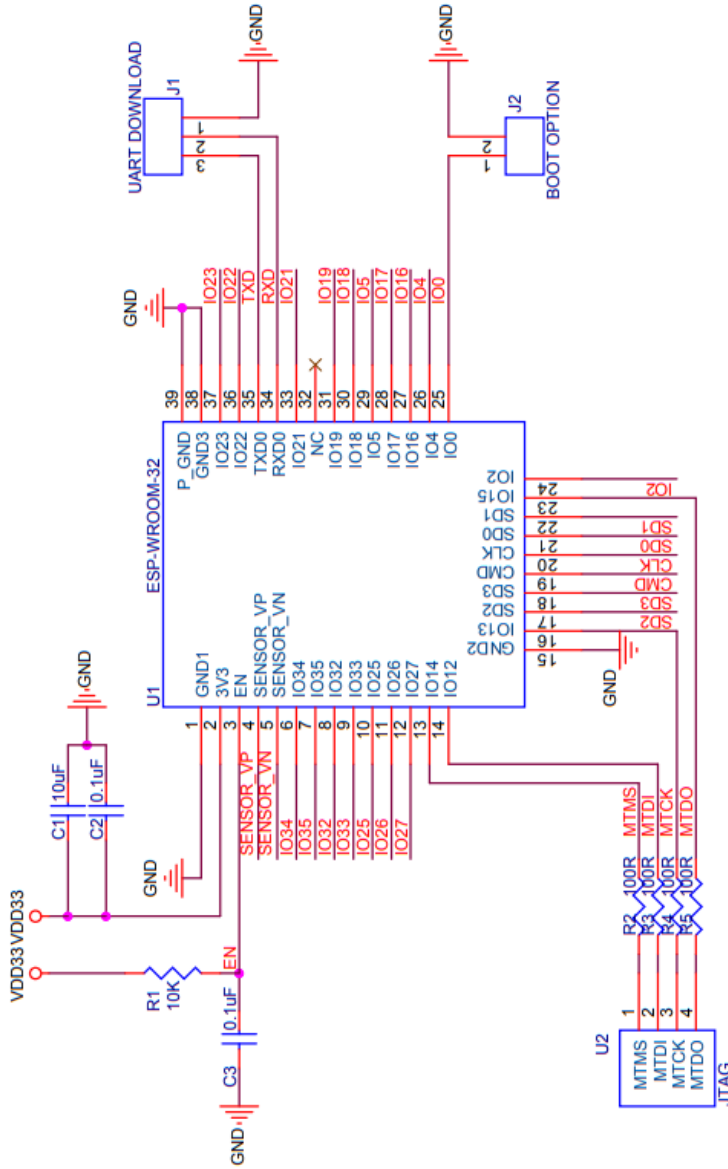 UART DOWNLOAD
J1
1
2
3
GND
GND
J2
BOOT OPTION
2
1
GND
IO23
IO22
TXD
RXD
IO21
IO19
IO18
IO5
IO17
IO16
IO4
IO0
39
38
37
36
35
34
33
32
31
30
29
28
27
26
25
ESP-WROOM-32
U1
P_GND
GND3
IO23
IO22
TXD0
RXD0
IO21
NC
IO19
IO18
IO5
IO17
IO16
IO4
IO0
GND1
3V3
EN
SENSOR_VP
SENSOR_VN
IO34
IO35
IO32
IO33
IO25
IO26
IO27
IO14
IO12
IO2
IO15
SD1
SD0
CLK
CMD
SD3
SD2
IO13
GND2
24
23
22
21
20
19
18
17
16
15
IO2
SD1
SD0
CLK
CMD
SD3
SD2
GND
1
2
3
4
5
6
7
8
9
10
11
12
13
14
SENSOR_VP
SENSOR_VN
IO34
IO35
IO32
IO33
IO25
IO26
IO27
GND
C1 10uF
C2 0.1uF
GND
VDD33
VDD33
R1
10K
EN
0.1uF
C3
GND
MTMS
MTDI
MTCK
MTDO
R2 100R
R3 100R
R4 100R
R5 100R
U2
1
2
3
4
MTMS
MTDI
MTCK
MTDO
JTAG